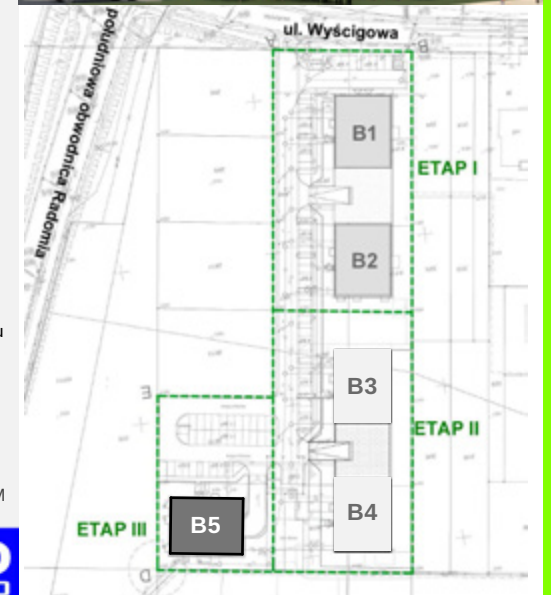 ul. Wyścigowa
południowa obwodnica Radomia
B1
ETAP I
B2
B3
ETAP II
B4
ETAP III
B5
E
D
M